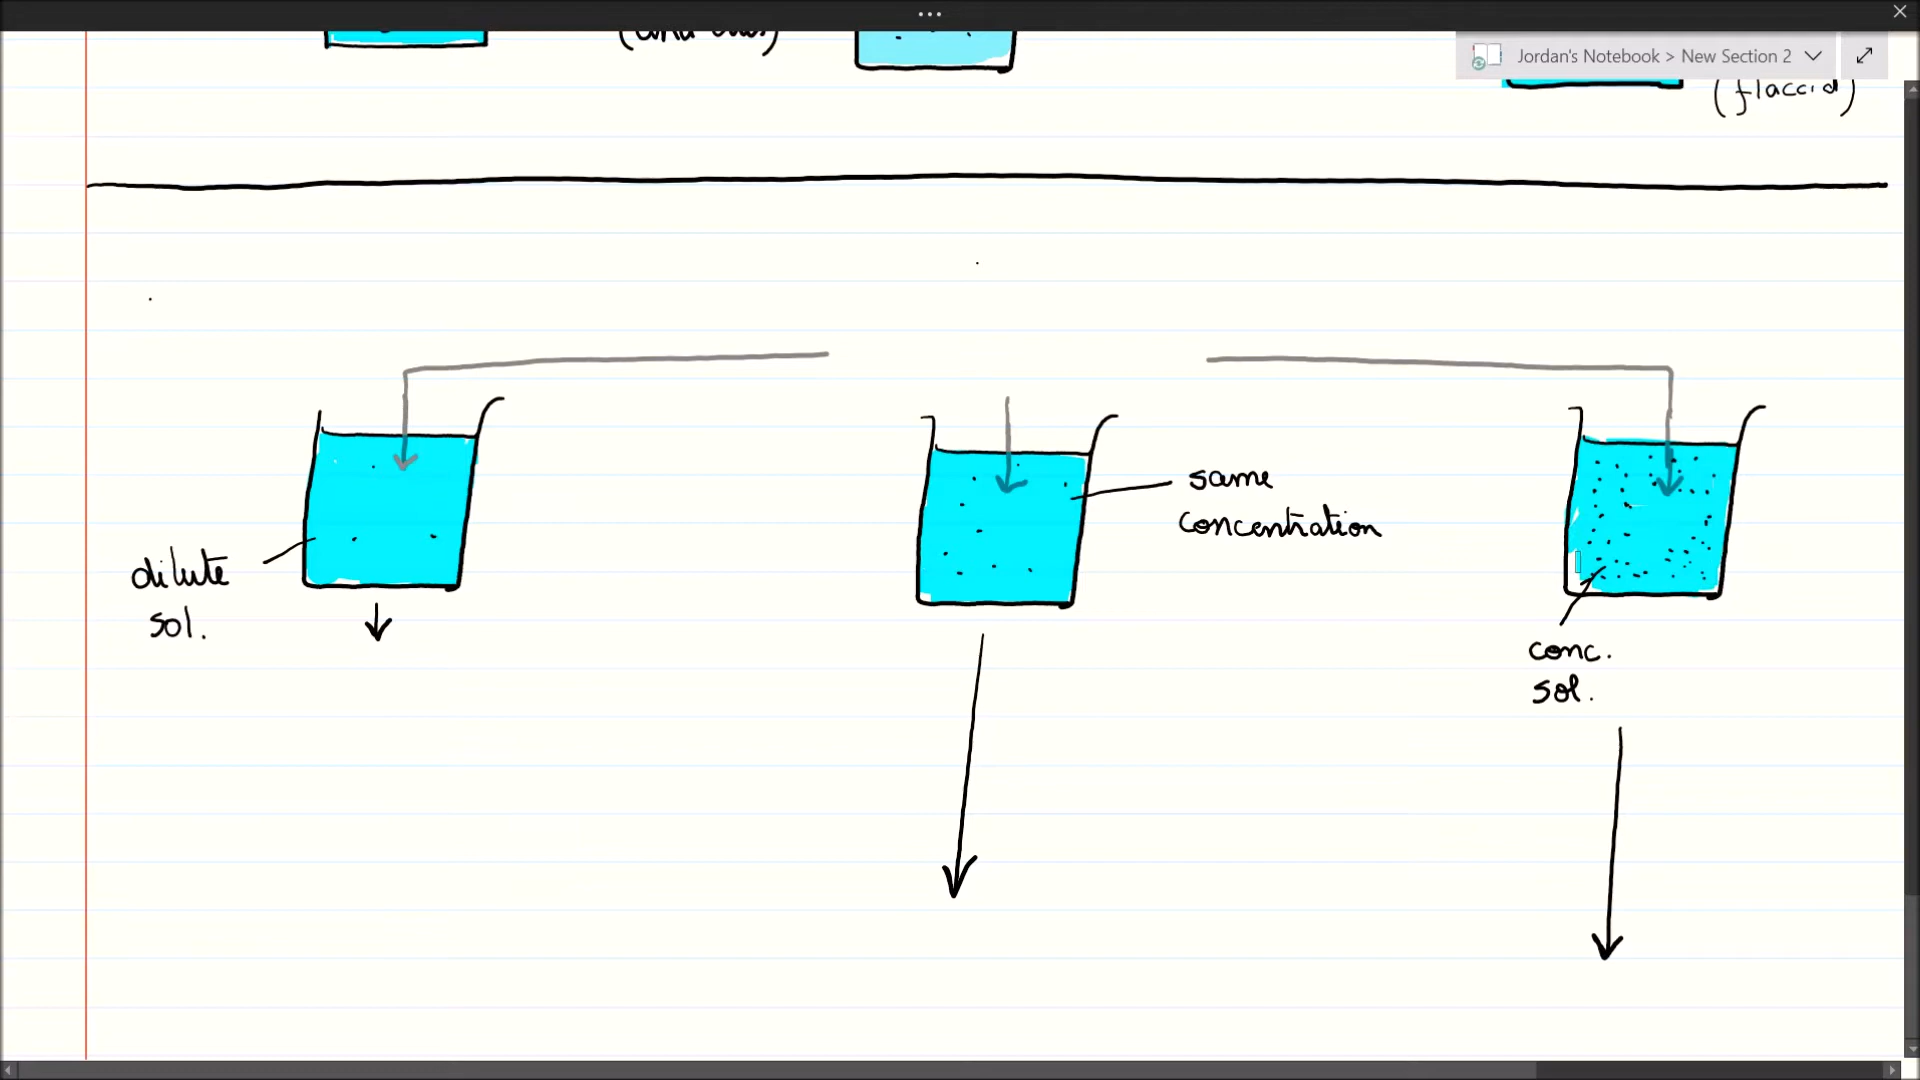 Jordan's Notebook > New Section 2
(flaccid)
same
concentration
dilute
sol.
conc.
sol.